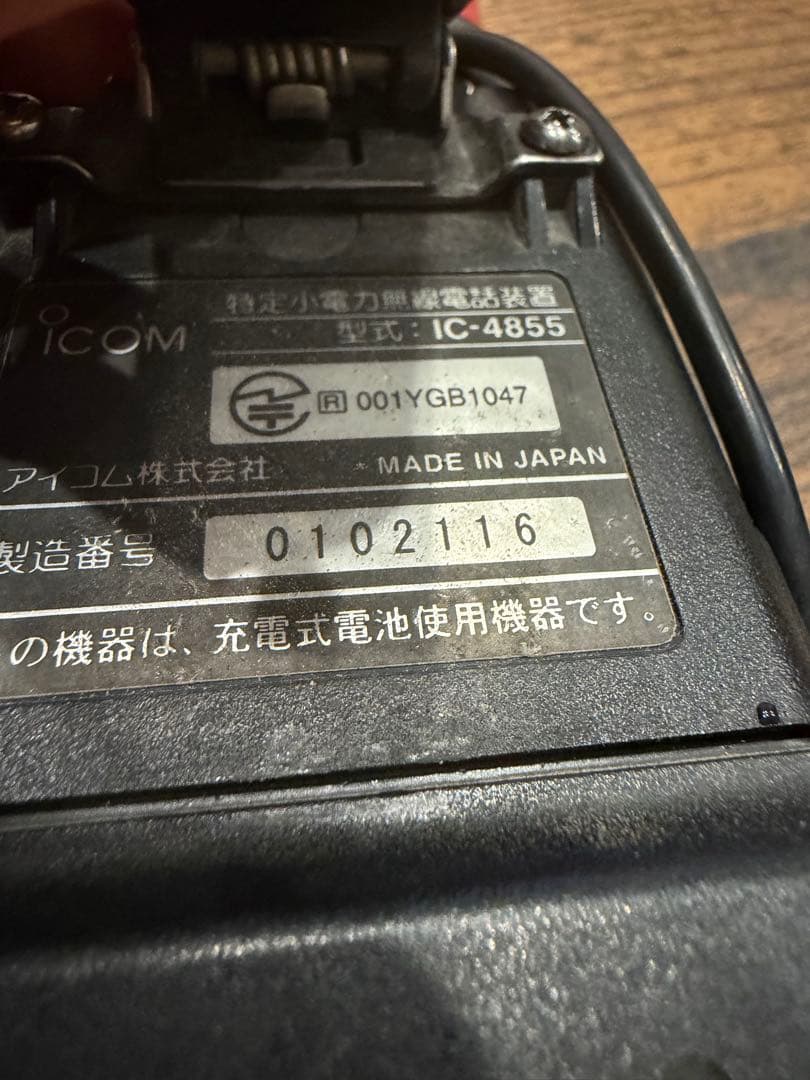 特定小電力無線電話装置
ICOM 型式：IC-4855
R 001YGB1047
アイコム株式会社 MADE IN JAPAN
製造番号 0102116
の機器は、充電式電池使用機器です。